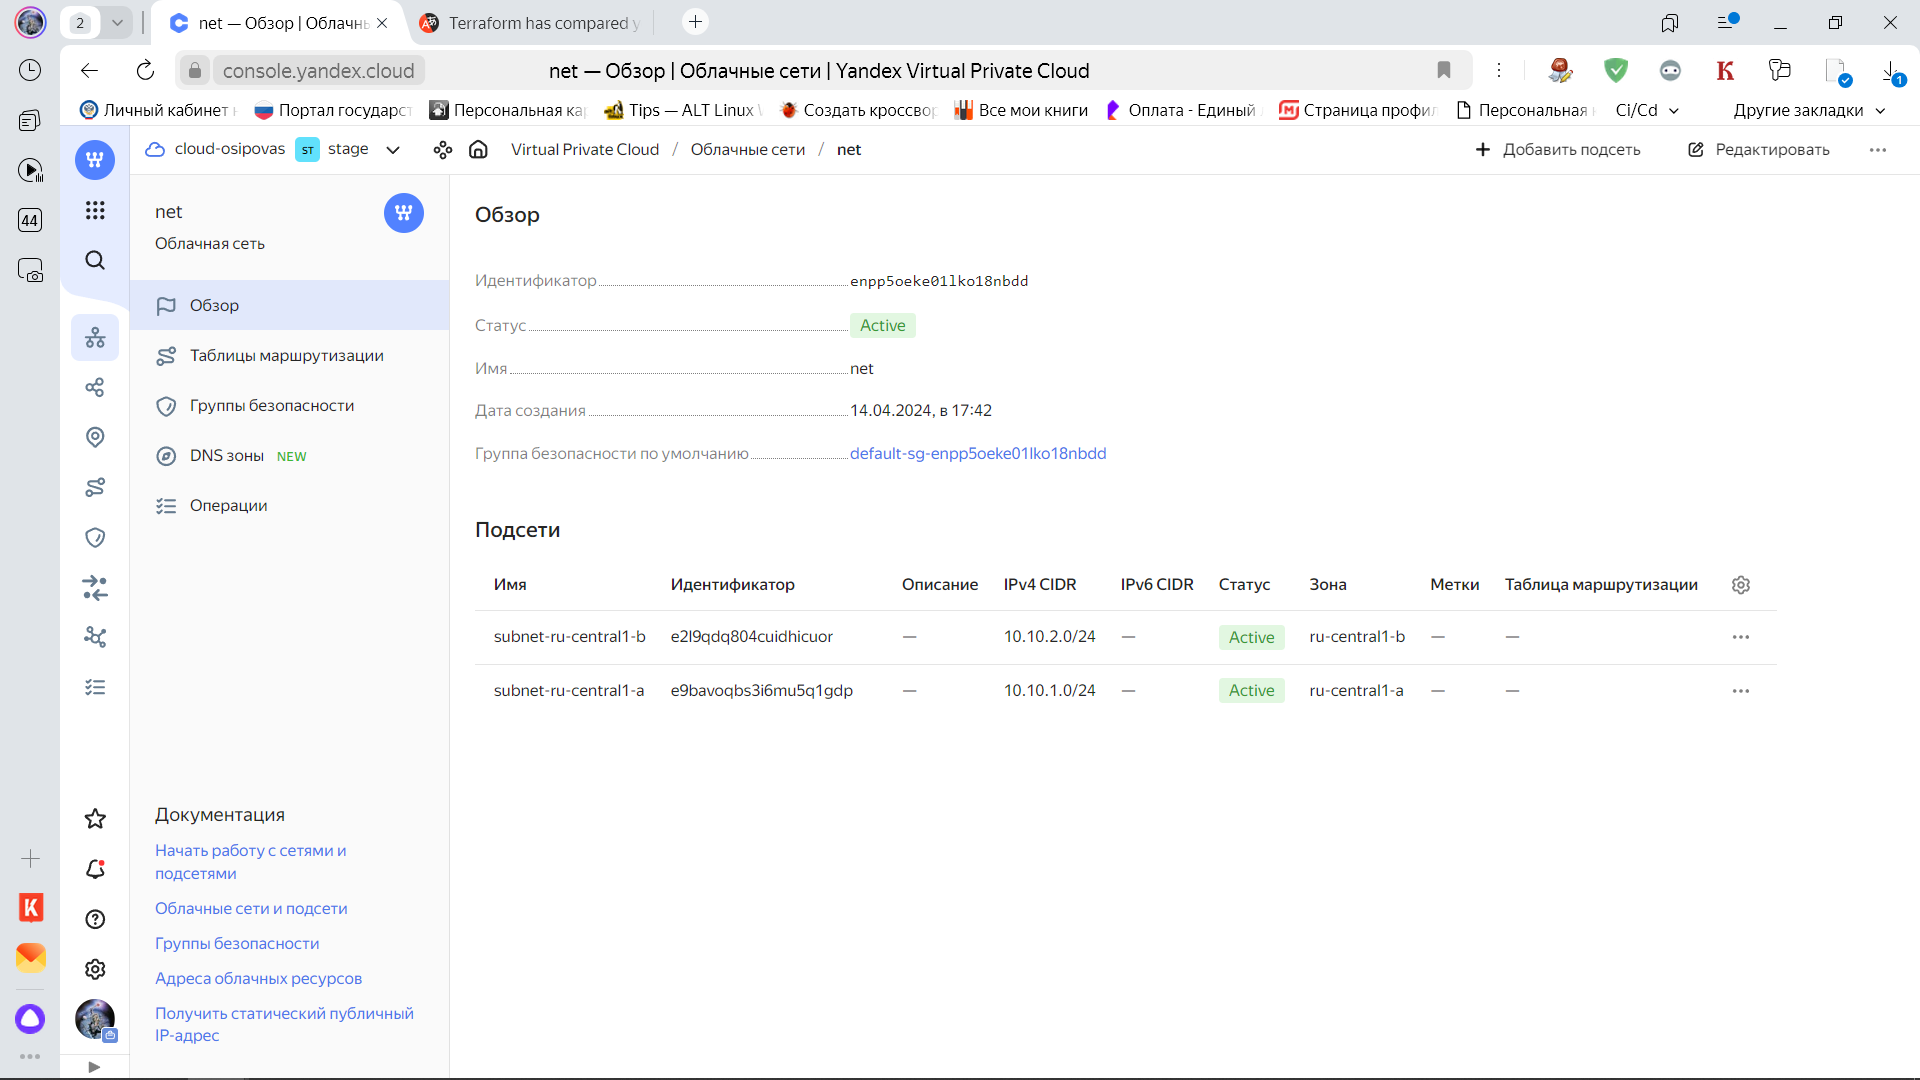 2
net — Обзор | Облачнь
Terraform has compared y
console.yandex.cloud
net — Обзор | Облачные сети | Yandex Virtual Private Cloud
1
Личный кабинет
Портал государст
Персональная кар
Tips — ALT Linux
Создать кроссвор
Все мои книги
Оплата - Единый
Страница профил
Персональная
Ci/Cd
Другие закладки
44
cloud-osipovas
ST
stage
Virtual Private Cloud / Облачные сети / net
Добавить подсеть
Редактировать
net
Облачная сеть
Обзор
Таблицы маршрутизации
Группы безопасности
DNS зоны NEW
Операции
Документация
Начать работу с сетями и
подсетями
Облачные сети и подсети
Группы безопасности
Адреса облачных ресурсов
Получить статический публичный
IP-адрес
Обзор
Идентификатор enpp5oeke01lko18nbdd
Статус Active
Имя net
Дата создания 14.04.2024, в 17:42
Группа безопасности по умолчанию default-sg-enpp5oeke01lko18nbdd
Подсети
Имя Идентификатор Описание IPv4 CIDR IPv6 CIDR Статус Зона Метки Таблица маршрутизации
subnet-ru-central1-b e2l9qdq804cuidhicuor — 10.10.2.0/24 — Active ru-central1-b — —
subnet-ru-central1-a e9bavoqbs3i6mu5q1gdp — 10.10.1.0/24 — Active ru-central1-a — —